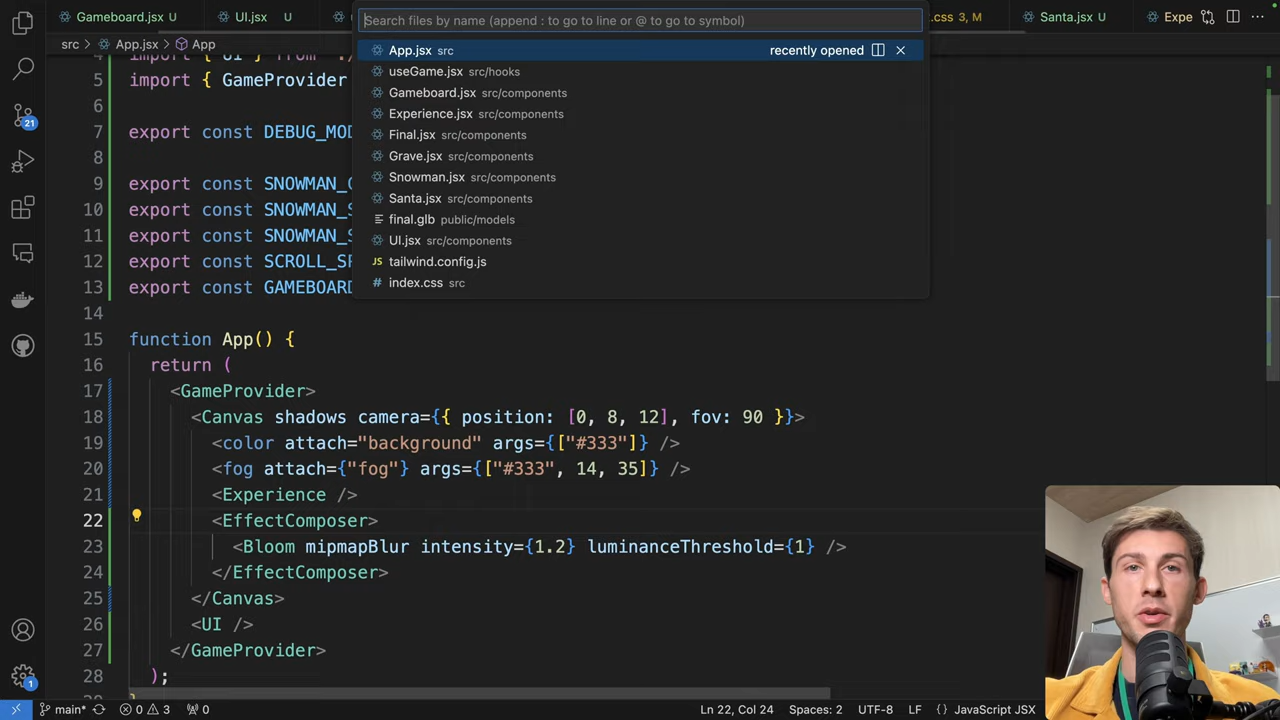 Gameboard.jsx U
UI.jsx U
.css 3, M
Santa.jsx U
Expe
Search files by name (append : to go to line or @ to go to symbol)
src > App.jsx > App
App.jsx src recently opened
useGame.jsx src/hooks
Gameboard.jsx src/components
Experience.jsx src/components
Final.jsx src/components
Grave.jsx src/components
Snowman.jsx src/components
Santa.jsx src/components
final.glb public/models
UI.jsx src/components
JS tailwind.config.js
# index.css src
5 import { GameProvider
6
7 export const DEBUG_MOD
8
9 export const SNOWMAN_
10 export const SNOWMAN_S
11 export const SNOWMAN_S
12 export const SCROLL_SP
13 export const GAMEBOARD
14
15 function App() {
16 return (
17 <GameProvider>
18 <Canvas shadows camera={{ position: [0, 8, 12], fov: 90 }}>
19 <color attach="background" args={["#333"]} />
20 <fog attach={"fog"} args={["#333", 14, 35]} />
21 <Experience />
22 <EffectComposer>
23 <Bloom mipmapBlur intensity={1.2} luminanceThreshold={1} />
24 </EffectComposer>
25 </Canvas>
26 <UI />
27 </GameProvider>
28 );
21
1
main* 0 3 0
Ln 22, Col 24 Spaces: 2 UTF-8 LF {} JavaScript JSX